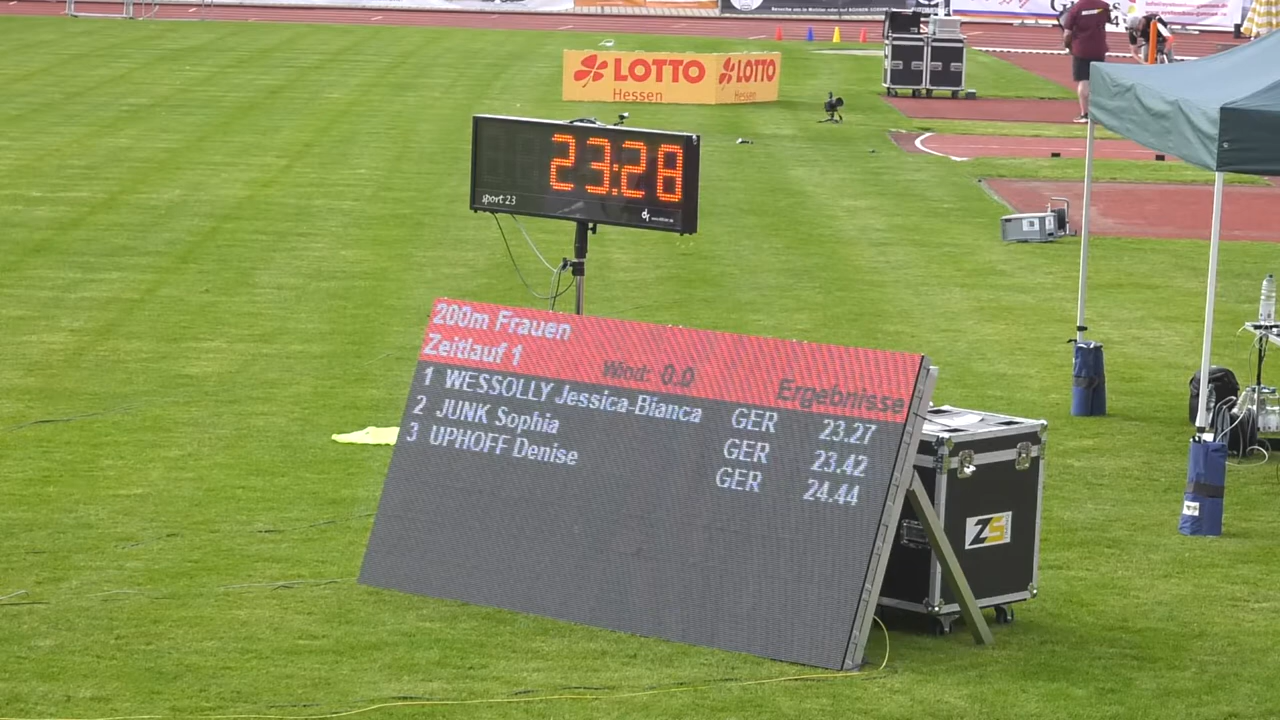 LOTTO
Hessen
LOTTO
Hessen
23:28
sport 23
200m Frauen
Zeitlauf 1
Wind: 0.0 Ergebnisse
1 WESSOLLY Jessica-Bianca GER 23.27
2 JUNK Sophia GER 23.42
3 UPHOFF Denise GER 24.44
ZS